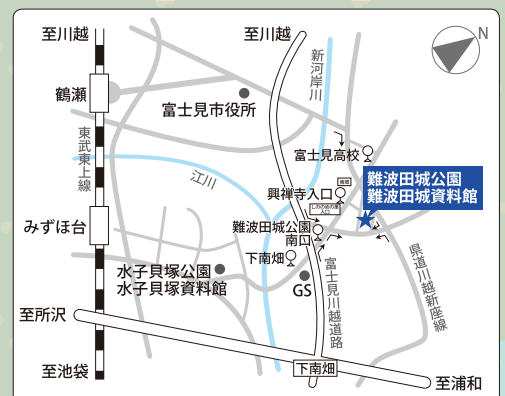 至川越
至川越
N
新河岸川
鶴瀬
富士見市役所
東武東上線
富士見高校
江川
興禅寺入口
難波田城公園
難波田城資料館
みずほ台
難波田城公園
南口
下南畑
水子貝塚公園
水子貝塚資料館
GS
富士見川越道路
県道川越新座線
至所沢
至池袋
下南畑
至浦和